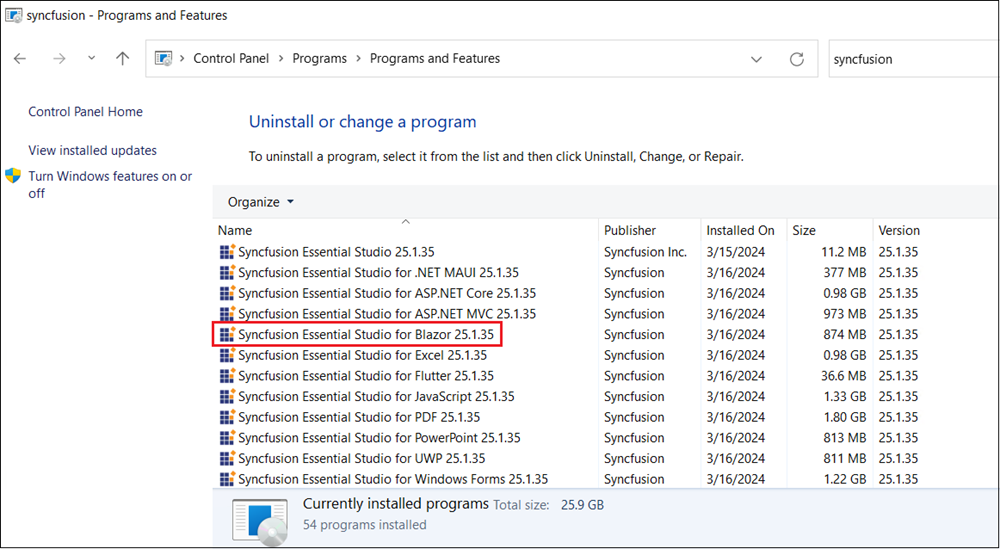 syncfusion - Programs and Features
Control Panel > Programs > Programs and Features
syncfusion
Control Panel Home
View installed updates
Turn Windows features on or
off
Uninstall or change a program
To uninstall a program, select it from the list and then click Uninstall, Change, or Repair.
Organize
Name Publisher Installed On Size Version
Syncfusion Essential Studio 25.1.35 Syncfusion Inc. 3/15/2024 11.2 MB 25.1.35
Syncfusion Essential Studio for .NET MAUI 25.1.35 Syncfusion 3/16/2024 377 MB 25.1.35
Syncfusion Essential Studio for ASP.NET Core 25.1.35 Syncfusion 3/16/2024 0.98 GB 25.1.35
Syncfusion Essential Studio for ASP.NET MVC 25.1.35 Syncfusion 3/16/2024 973 MB 25.1.35
Syncfusion Essential Studio for Blazor 25.1.35 Syncfusion 3/16/2024 874 MB 25.1.35
Syncfusion Essential Studio for Excel 25.1.35 Syncfusion 3/16/2024 0.98 GB 25.1.35
Syncfusion Essential Studio for Flutter 25.1.35 Syncfusion 3/16/2024 36.6 MB 25.1.35
Syncfusion Essential Studio for JavaScript 25.1.35 Syncfusion 3/16/2024 1.33 GB 25.1.35
Syncfusion Essential Studio for PDF 25.1.35 Syncfusion 3/16/2024 1.80 GB 25.1.35
Syncfusion Essential Studio for PowerPoint 25.1.35 Syncfusion 3/16/2024 813 MB 25.1.35
Syncfusion Essential Studio for UWP 25.1.35 Syncfusion 3/16/2024 811 MB 25.1.35
Syncfusion Essential Studio for Windows Forms 25.1.35 Syncfusion 3/16/2024 1.22 GB 25.1.35
Currently installed programs Total size: 25.9 GB
54 programs installed